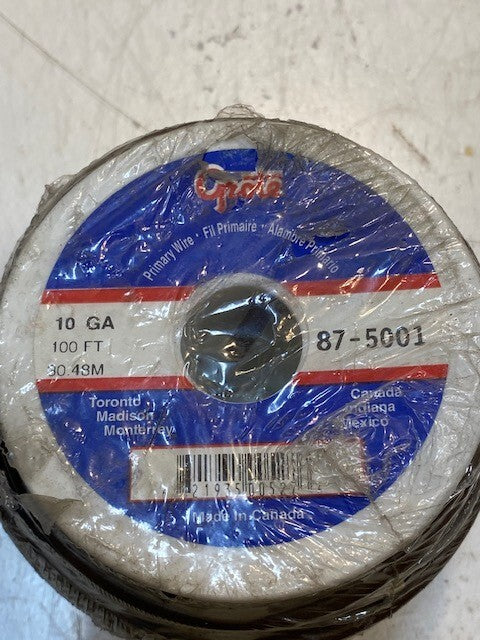 Grote
Primary Wire · Fil Primaire · Alambre Primario
10 GA
100 FT
30.43M
87-5001
Toronto Canada
Madison Indiana
Monterrey Mexico
Made In Canada